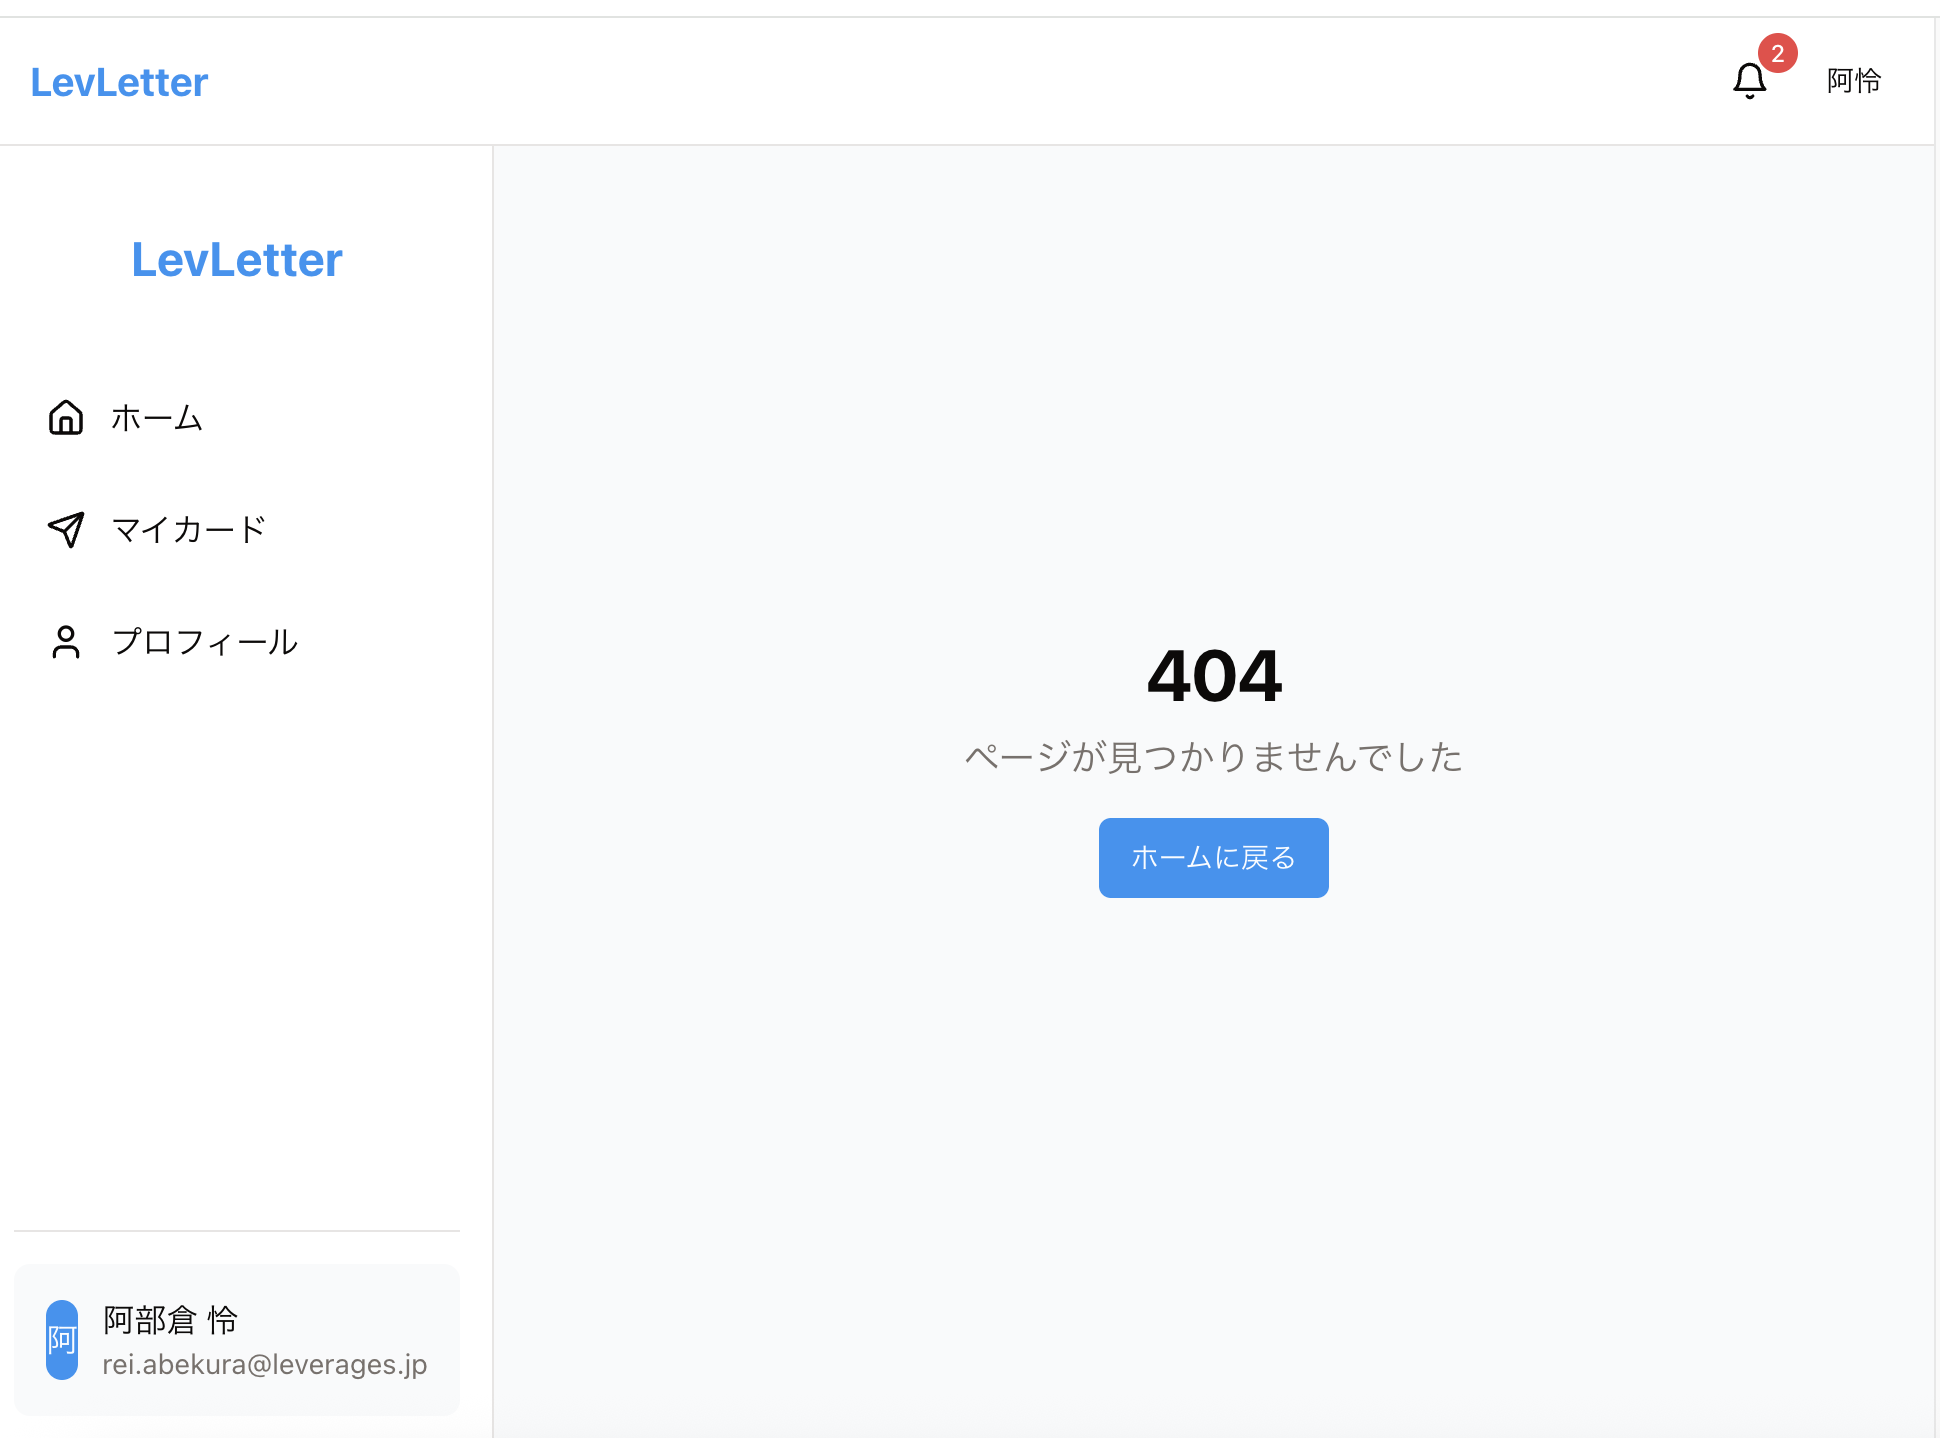 LevLetter
2
阿怜
LevLetter
ホーム
マイカード
プロフィール
404
ページが見つかりませんでした
ホームに戻る
阿
阿部倉 怜
rei.abekura@leverages.jp